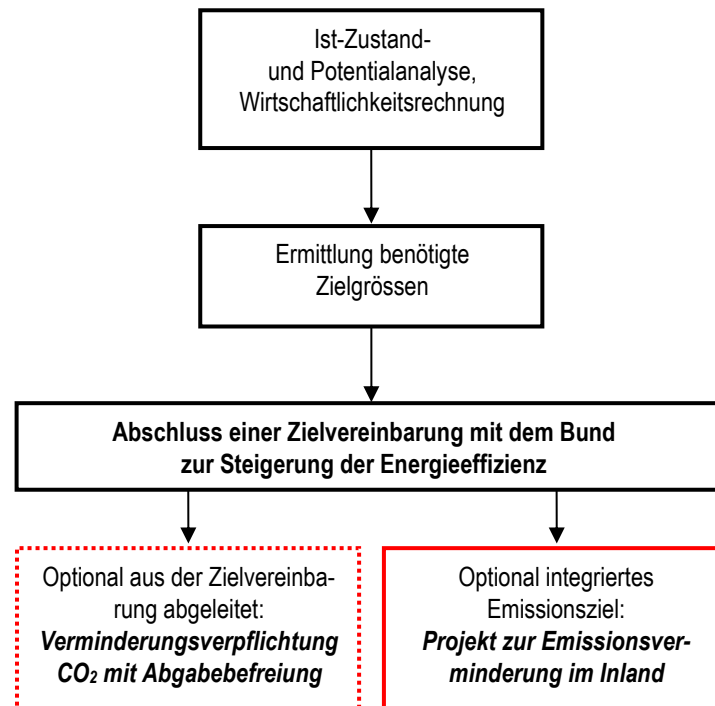 Ist-Zustand-
und Potentialanalyse,
Wirtschaftlichkeitsrechnung
Ermittlung benötigte
Zielgrössen
Abschluss einer Zielvereinbarung mit dem Bund
zur Steigerung der Energieeffizienz
Optional aus der Zielvereinba-
rung abgeleitet:
Verminderungsverpflichtung
CO₂ mit Abgabebefreiung
Optional integriertes
Emissionsziel:
Projekt zur Emissionsver-
minderung im Inland